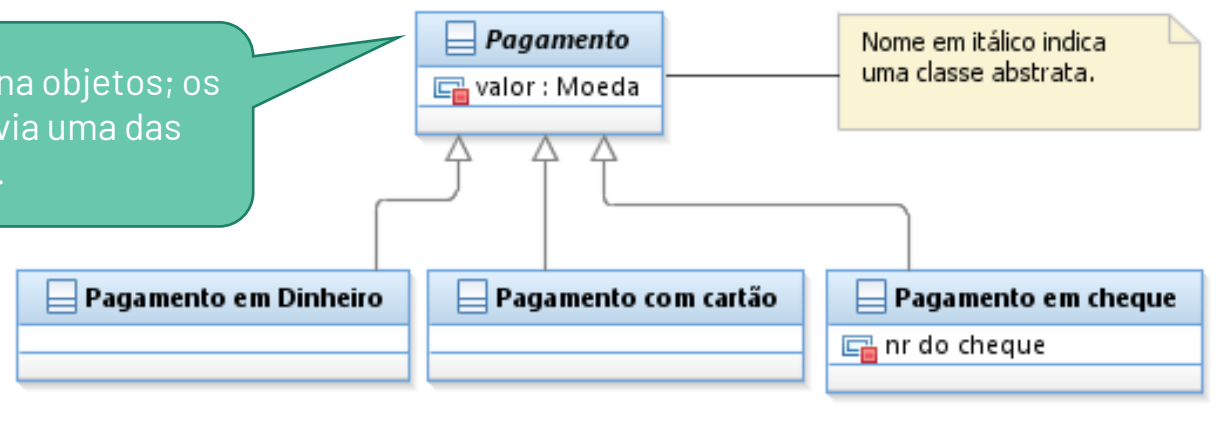 na objetos; os
via uma das
.
Pagamento
valor : Moeda
Nome em itálico indica
uma classe abstrata.
Pagamento em Dinheiro
Pagamento com cartão
Pagamento em cheque
nr do cheque